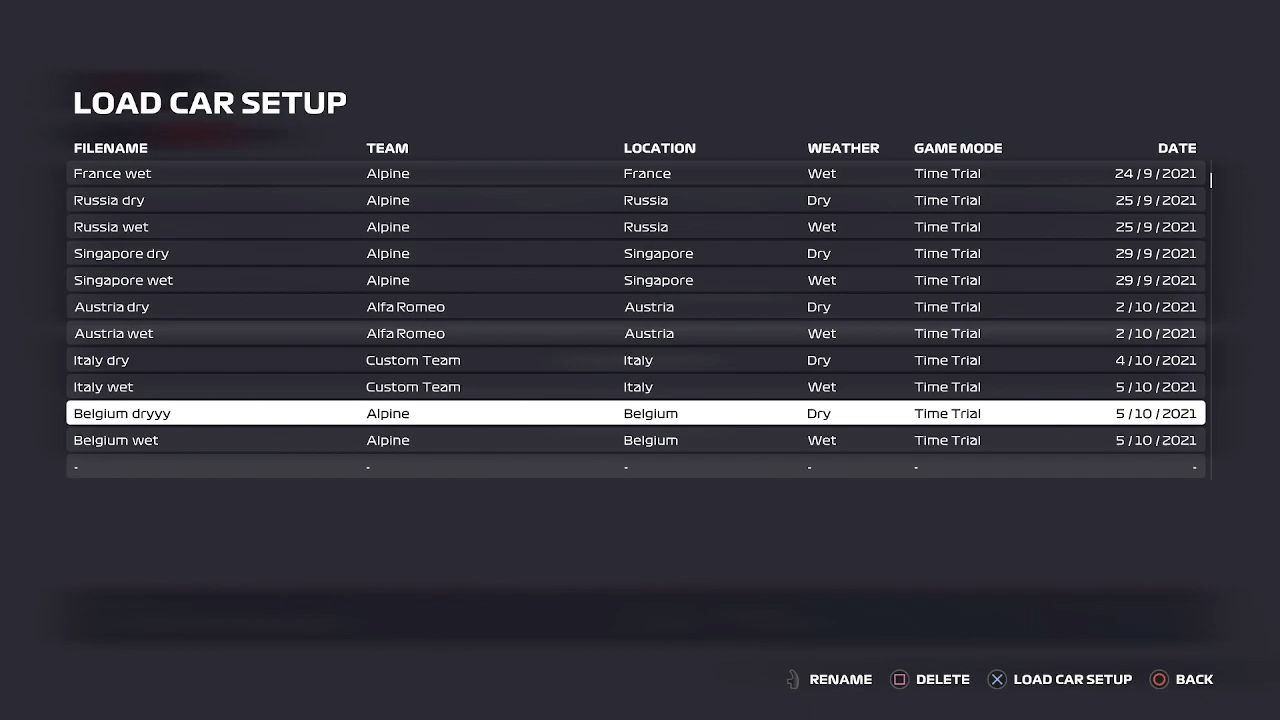 LOAD CAR SETUP
FILENAME TEAM LOCATION WEATHER GAME MODE DATE
France wet Alpine France Wet Time Trial 24 / 9 / 2021
Russia dry Alpine Russia Dry Time Trial 25 / 9 / 2021
Russia wet Alpine Russia Wet Time Trial 25 / 9 / 2021
Singapore dry Alpine Singapore Dry Time Trial 29 / 9 / 2021
Singapore wet Alpine Singapore Wet Time Trial 29 / 9 / 2021
Austria dry Alfa Romeo Austria Dry Time Trial 2 / 10 / 2021
Austria wet Alfa Romeo Austria Wet Time Trial 2 / 10 / 2021
Italy dry Custom Team Italy Dry Time Trial 4 / 10 / 2021
Italy wet Custom Team Italy Wet Time Trial 5 / 10 / 2021
Belgium dryyy Alpine Belgium Dry Time Trial 5 / 10 / 2021
Belgium wet Alpine Belgium Wet Time Trial 5 / 10 / 2021
- - - - - -
RENAME DELETE LOAD CAR SETUP BACK